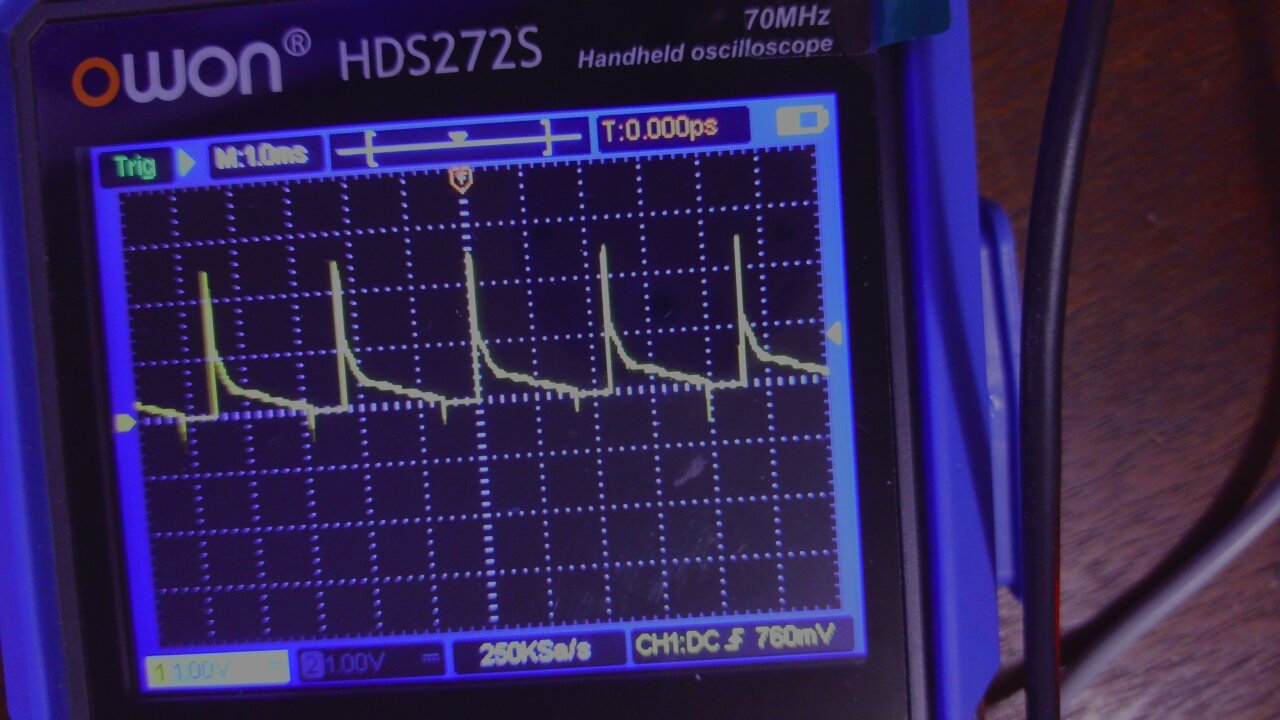 70MHz
owon® HDS272S Handheld oscilloscope
Trig M:1.0ms T:0.000ps
1 1.00V 2 1.00V 250KSa/s CH1:DC 760mV